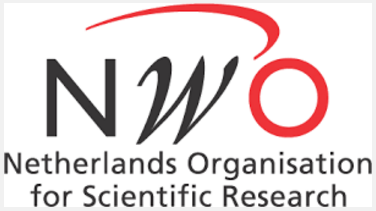 NWO
Netherlands Organisation
for Scientific Research